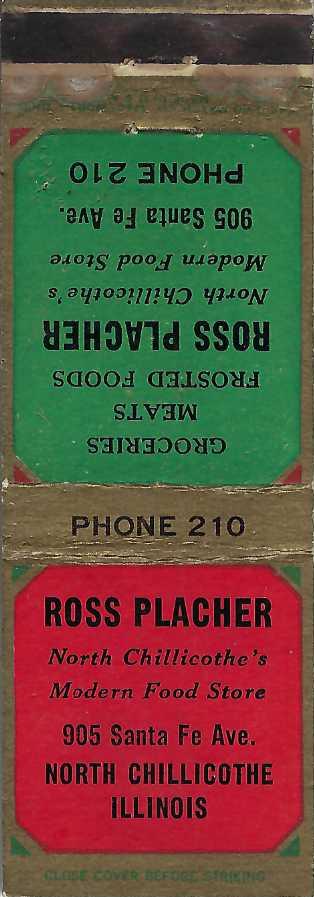 PHONE 210
905 Santa Fe Ave.
Modern Food Store
North Chillicothe's
ROSS PLACHER
FROSTED FOODS
MEATS
GROCERIES
PHONE 210
ROSS PLACHER
North Chillicothe's
Modern Food Store
905 Santa Fe Ave.
NORTH CHILLICOTHE
ILLINOIS
CLOSE COVER BEFORE STRIKING